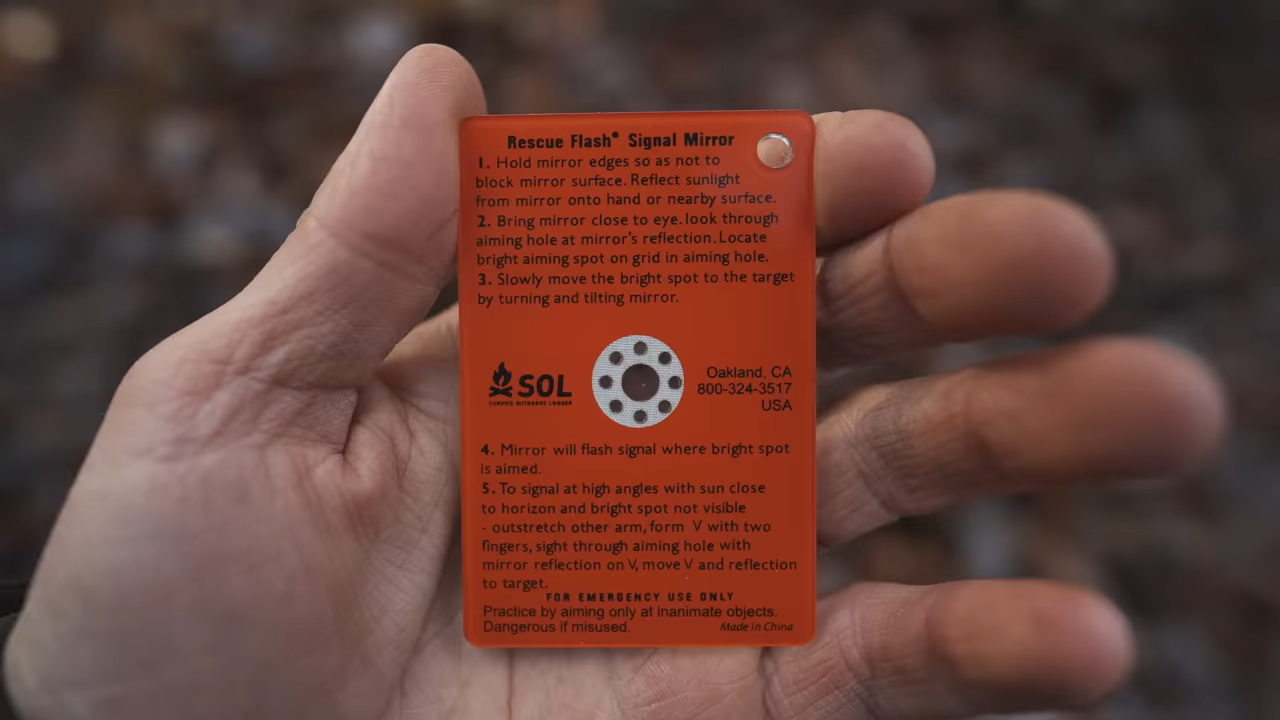 Rescue Flash® Signal Mirror
1. Hold mirror edges so as not to
block mirror surface. Reflect sunlight
from mirror onto hand or nearby surface.
2. Bring mirror close to eye.look through
aiming hole at mirror's reflection.Locate
bright aiming spot on grid in aiming hole.
3. Slowly move the bright spot to the target
by turning and tilting mirror.
SOL
SURVIVE OUTDOORS LONGER
Oakland, CA
800-324-3517
USA
4. Mirror will flash signal where bright spot
is aimed.
5. To signal at high angles with sun close
to horizon and bright spot not visible
- outstretch other arm, form V with two
fingers, sight through aiming hole with
mirror reflection on V, move V and reflection
to target.
FOR EMERGENCY USE ONLY
Practice by aiming only at inanimate objects.
Dangerous if misused.
Made in China